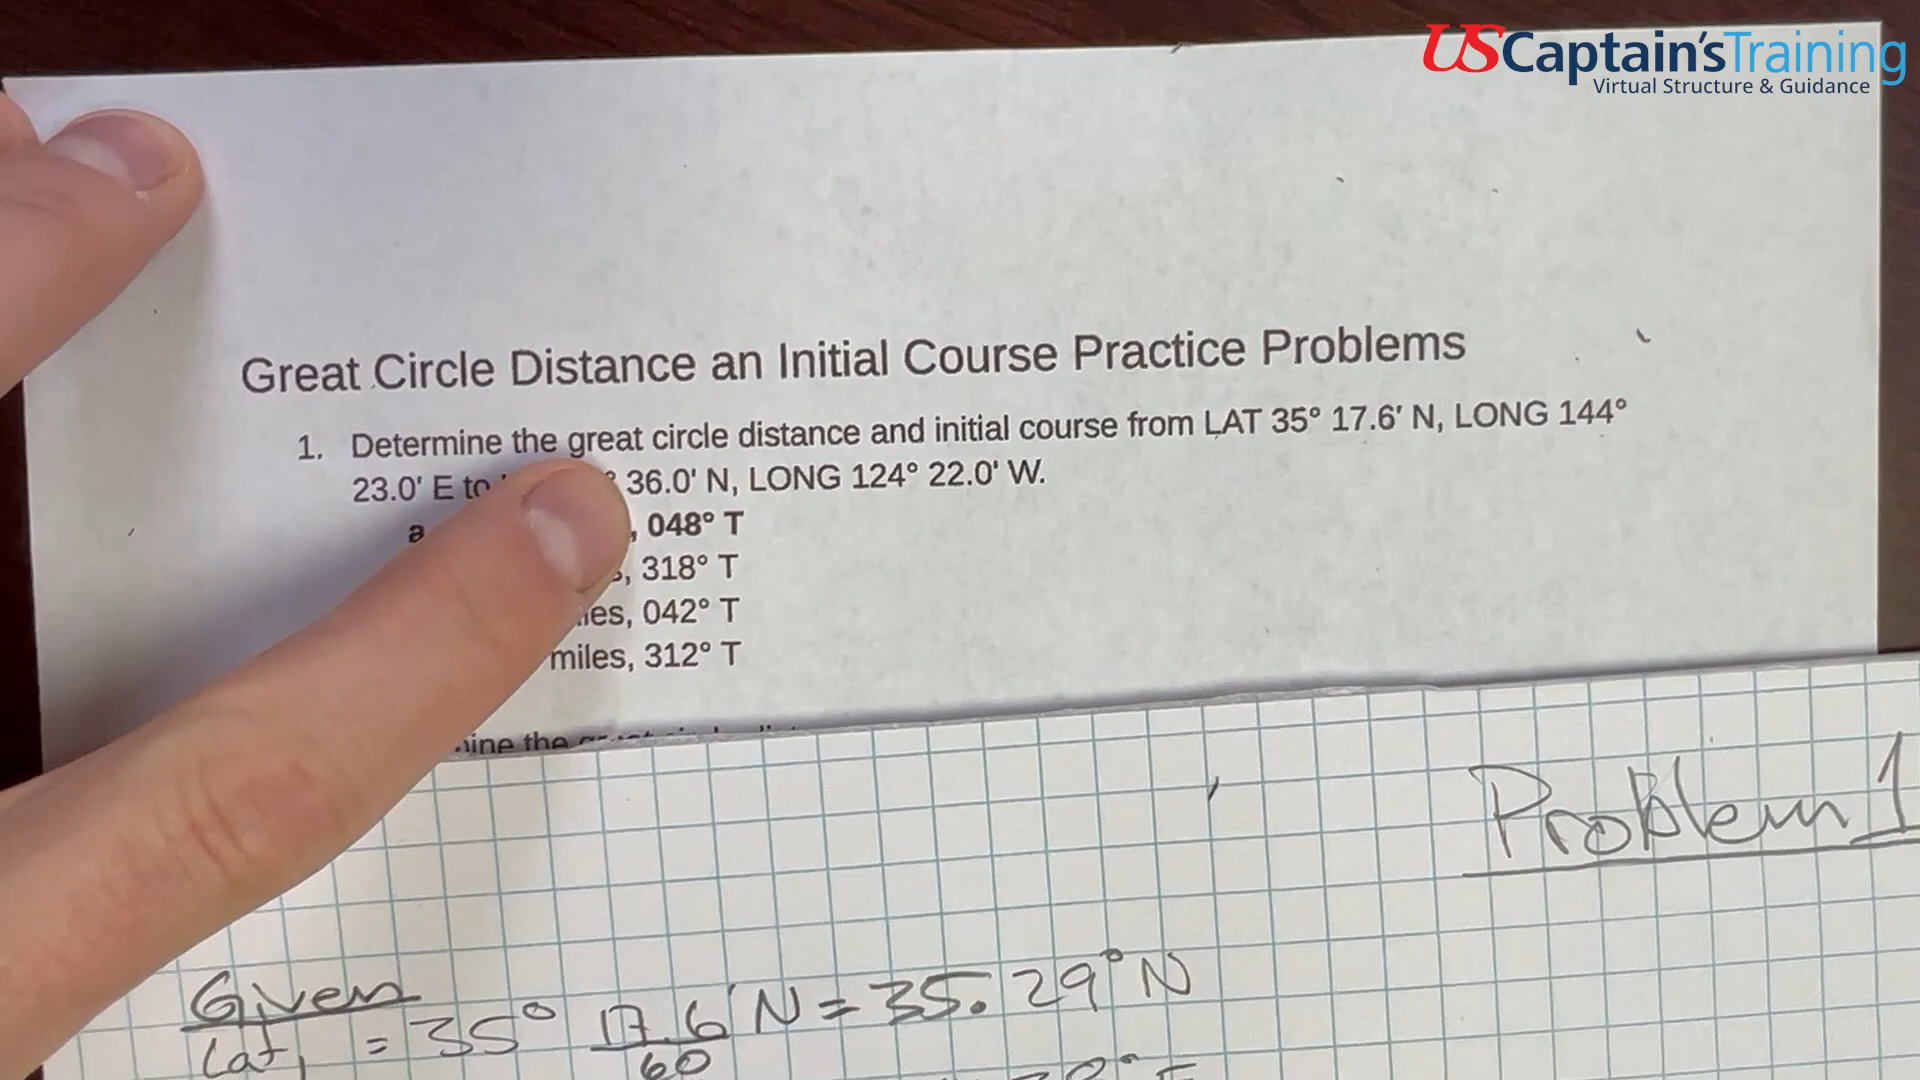 USCaptain'sTraining
Virtual Structure & Guidance
Great Circle Distance an Initial Course Practice Problems
1. Determine the great circle distance and initial course from LAT 35° 17.6' N, LONG 144°
23.0' E to 36.0' N, LONG 124° 22.0' W.
a , 048° T
, 318° T
, 042° T
miles, 312° T
the
Problem 1
Given
Lat1 = 35° 17.6' N = 35.29° N
60